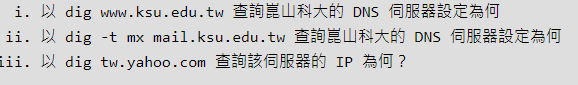 i. 以 dig www.ksu.edu.tw 查詢崑山科大的 DNS 伺服器設定為何
ii. 以 dig -t mx mail.ksu.edu.tw 查詢崑山科大的 DNS 伺服器設定為何
iii. 以 dig tw.yahoo.com 查詢該伺服器的 IP 為何？